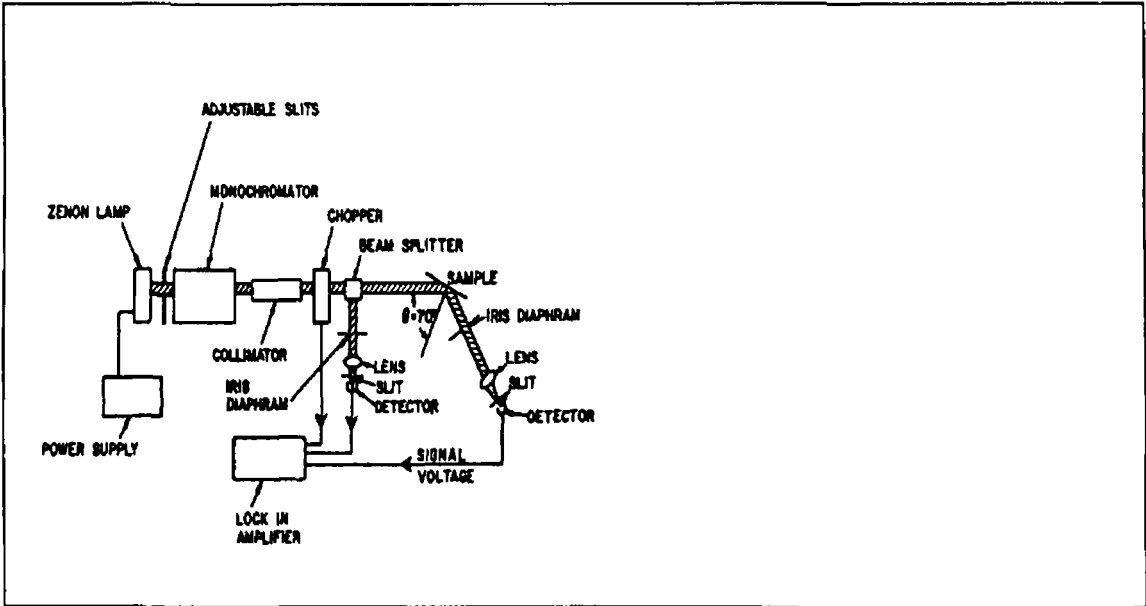 ADJUSTABLE SLITS
MONOCHROMATOR
ZENON LAMP
CHOPPER
BEAM SPLITTER
SAMPLE
θ=70°
IRIS DIAPHRAM
COLLIMATOR
LENS
LENS
IRIS
DIAPHRAM
SLIT
SLIT
DETECTOR
DETECTOR
POWER SUPPLY
SIGNAL
VOLTAGE
LOCK IN
AMPLIFIER